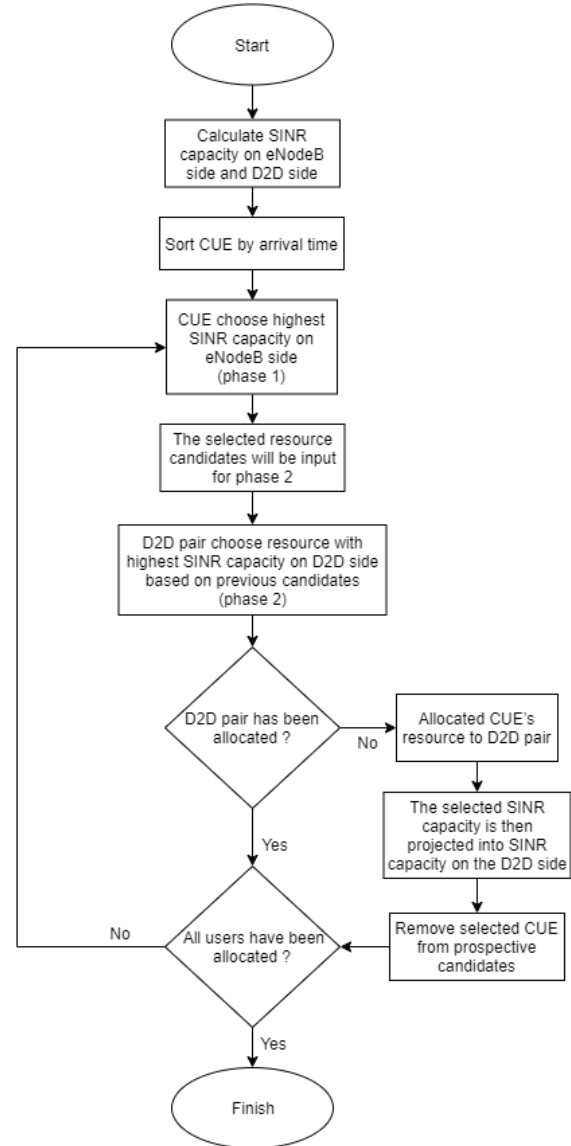 Start
Calculate SINR
capacity on eNodeB
side and D2D side
Sort CUE by arrival time
CUE choose highest
SINR capacity on
eNodeB side
(phase 1)
The selected resource
candidates will be input
for phase 2
D2D pair choose resource with
highest SINR capacity on D2D side
based on previous candidates
(phase 2)
D2D pair has been
allocated ?
No
Allocated CUE's
resource to D2D pair
The selected SINR
capacity is then
projected into SINR
capacity on the D2D side
Remove selected CUE
from prospective
candidates
Yes
All users have been
allocated ?
No
Yes
Finish